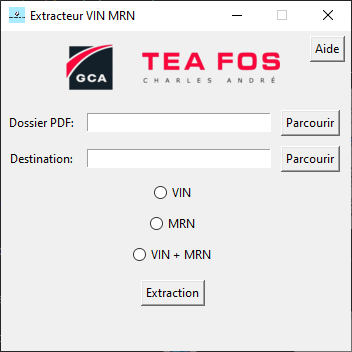 Extracteur VIN MRN
Aide
GCA
TEA FOS
CHARLES ANDRÉ
Dossier PDF:
Parcourir
Destination:
Parcourir
VIN
MRN
VIN + MRN
Extraction